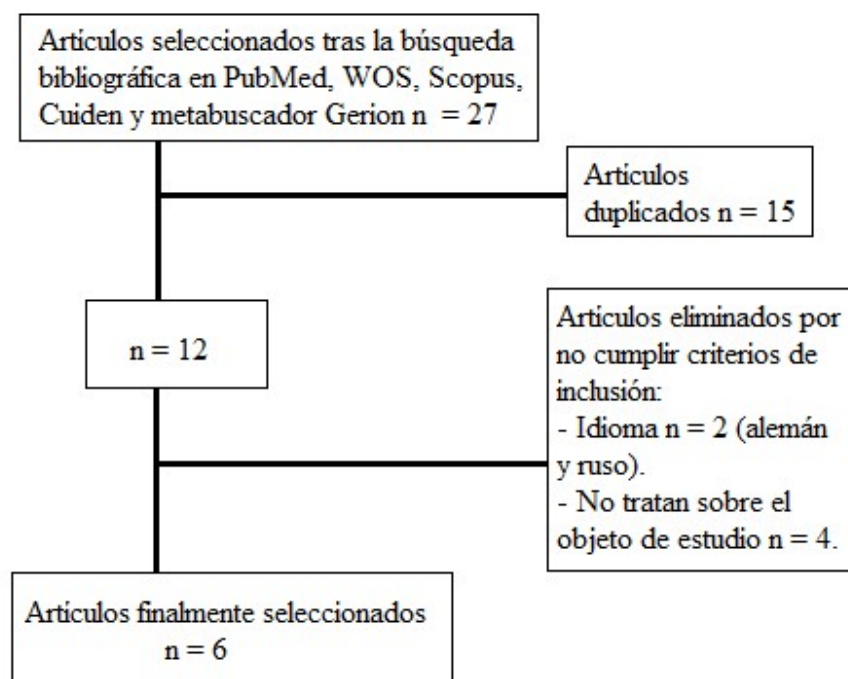 Artículos seleccionados tras la búsqueda
bibliográfica en PubMed, WOS, Scopus,
Cuiden y metabuscador Gerion n = 27
Artículos
duplicados n = 15
n = 12
Artículos eliminados por
no cumplir criterios de
inclusión:
- Idioma n = 2 (alemán
y ruso).
- No tratan sobre el
objeto de estudio n = 4.
Artículos finalmente seleccionados
n = 6